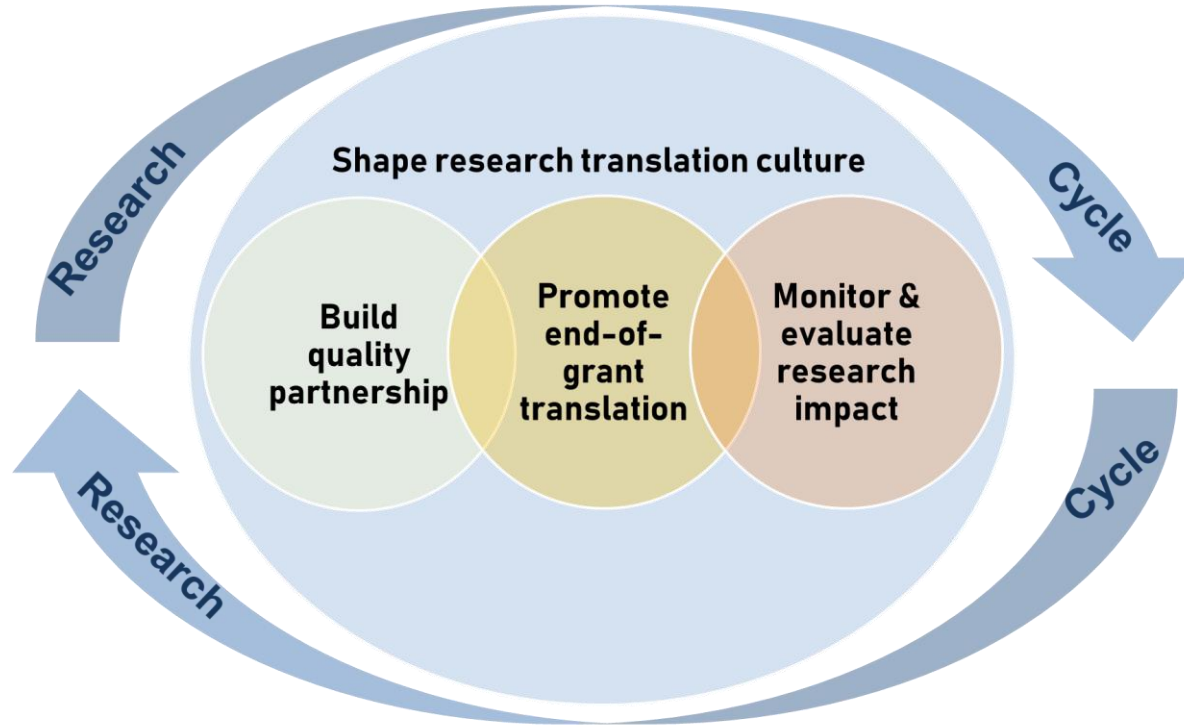 Research
Cycle
Shape research translation culture
Build
quality
partnership
Promote
end-of-
grant
translation
Monitor &
evaluate
research
impact
Research
Cycle